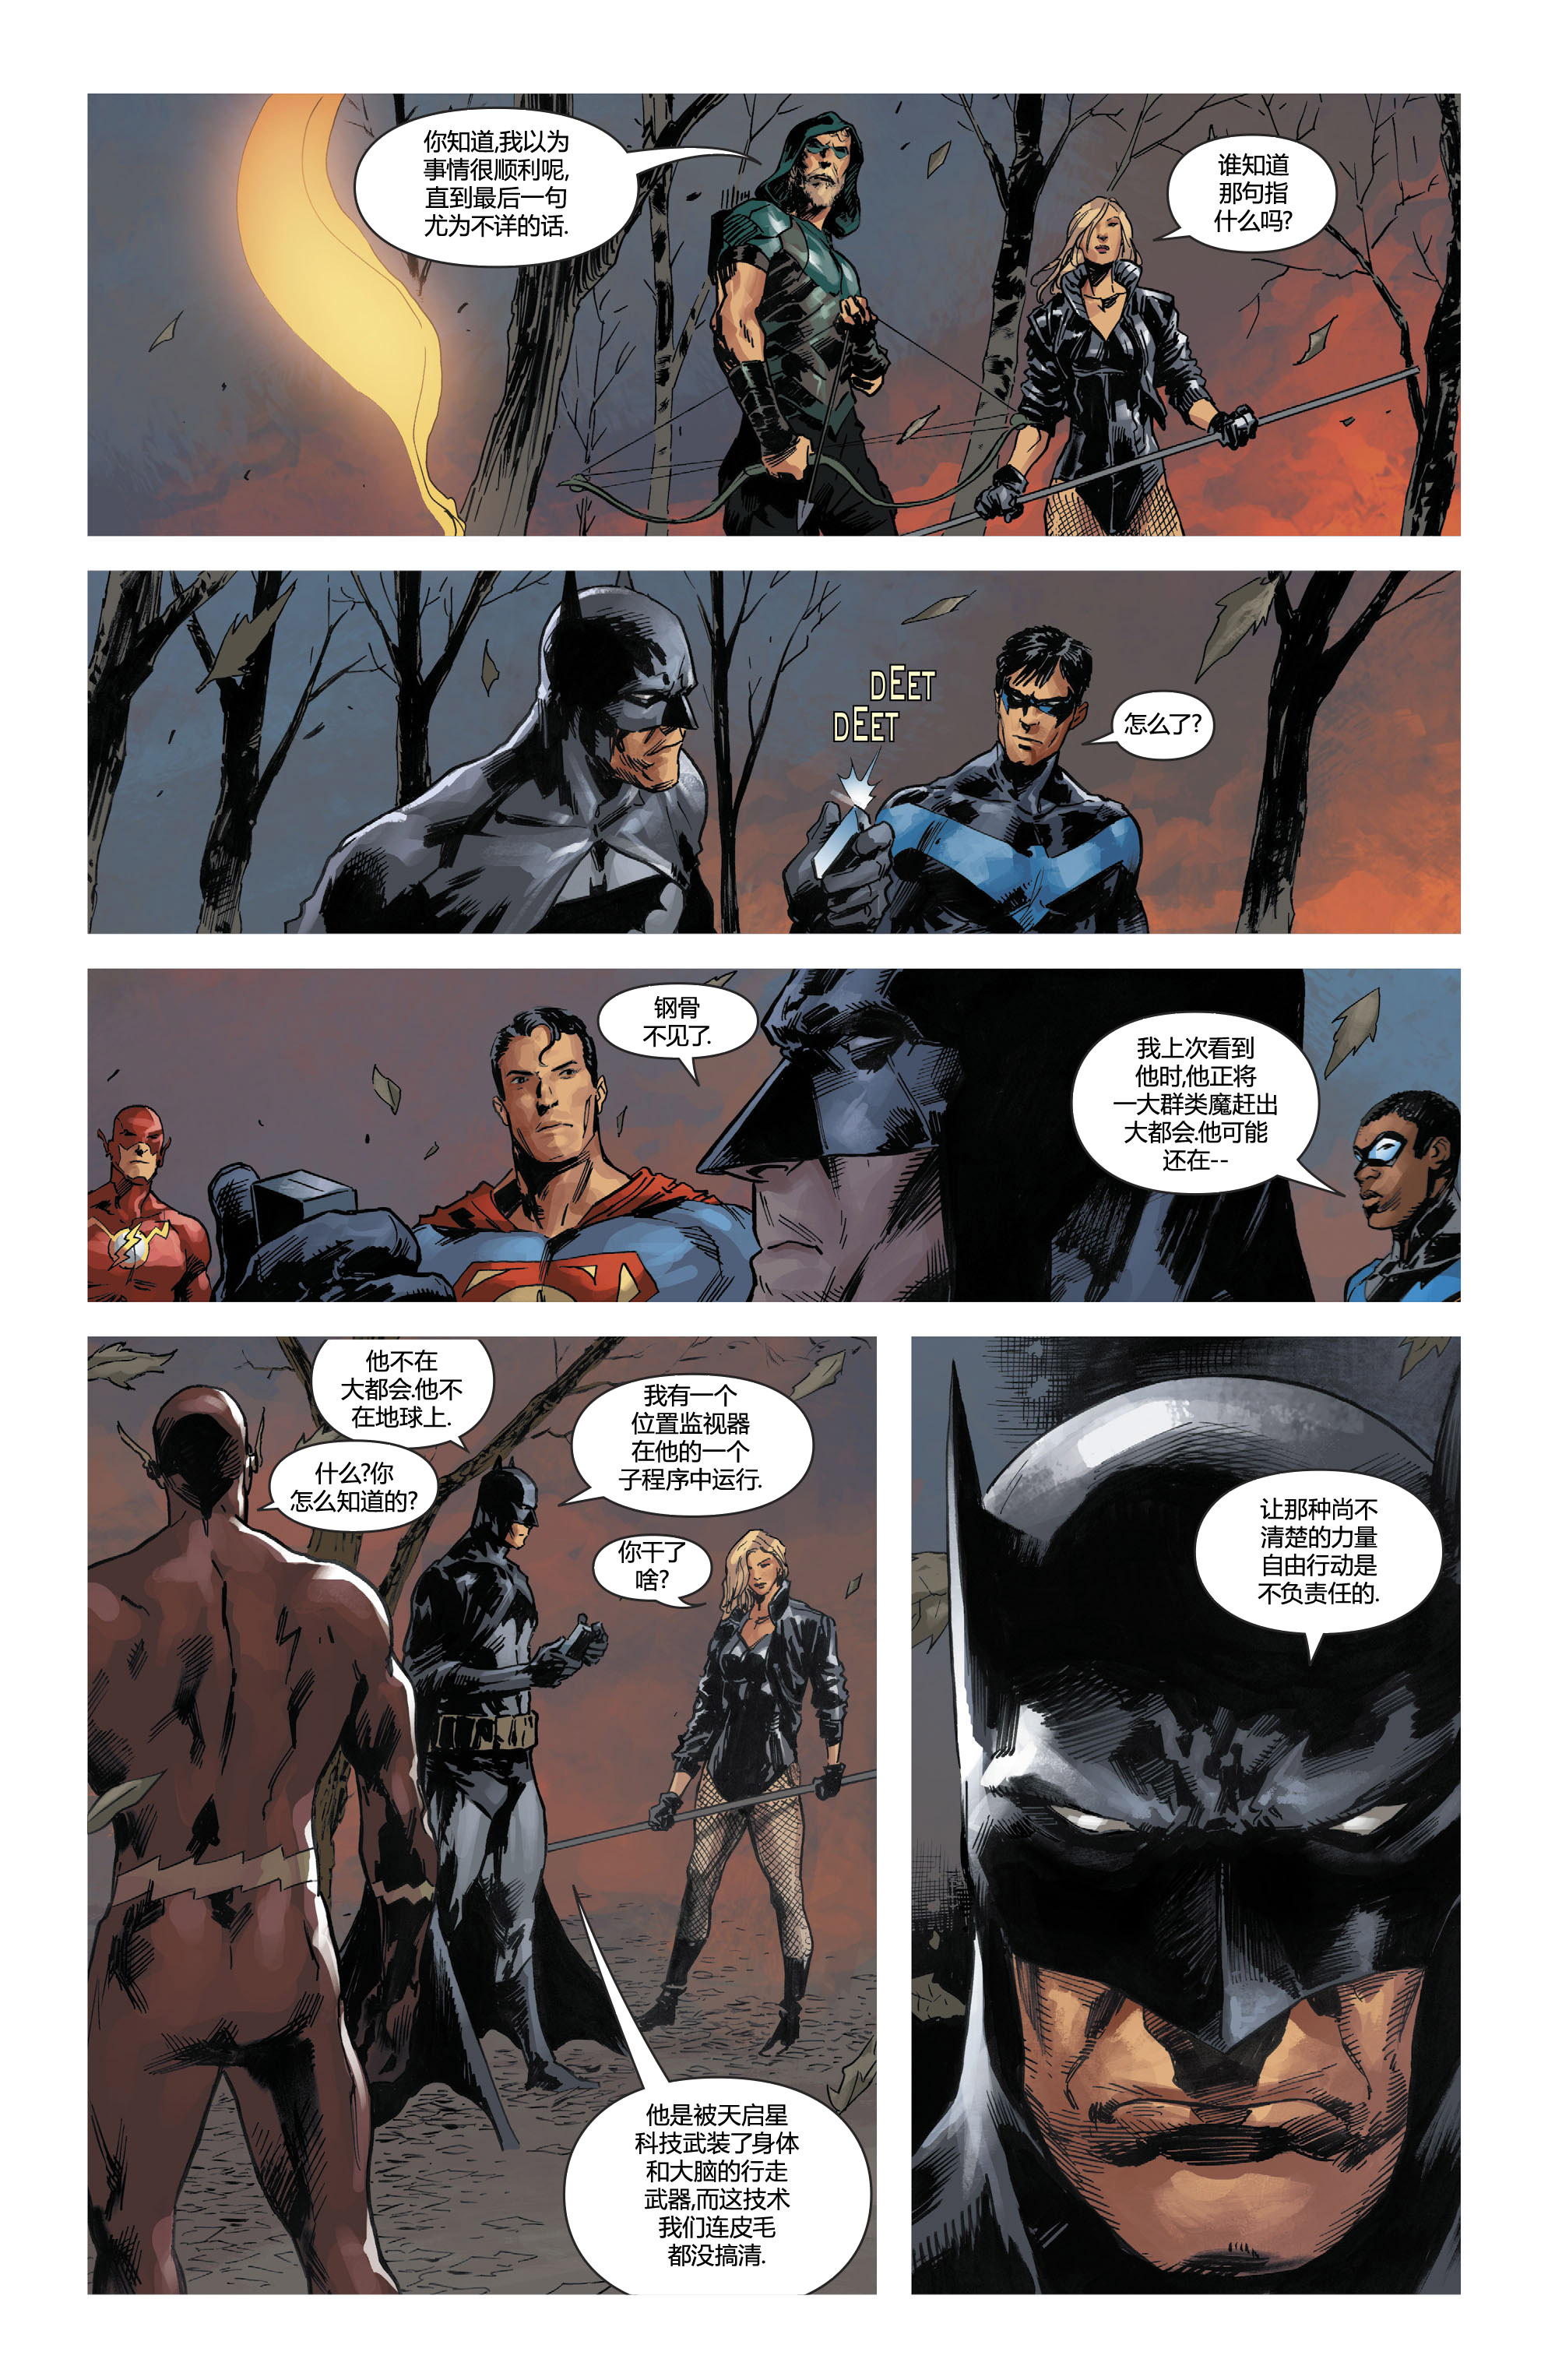 你知道,我以为
事情很顺利呢,
直到最后一句
尤为不详的话.
谁知道
那句指
什么吗?
DEET
DEET
怎么了?
钢骨
不见了.
我上次看到
他时,他正将
一大群类魔赶出
大都会.他可能
还在--
他不在
大都会.他不
在地球上.
什么?你
怎么知道的?
我有一个
位置监视器
在他的一个
子程序中运行.
你干了
啥?
他是被天启星
科技武装了身体
和大脑的行走
武器,而这技术
我们连皮毛
都没搞清.
让那种尚不
清楚的力量
自由行动是
不负责任的.